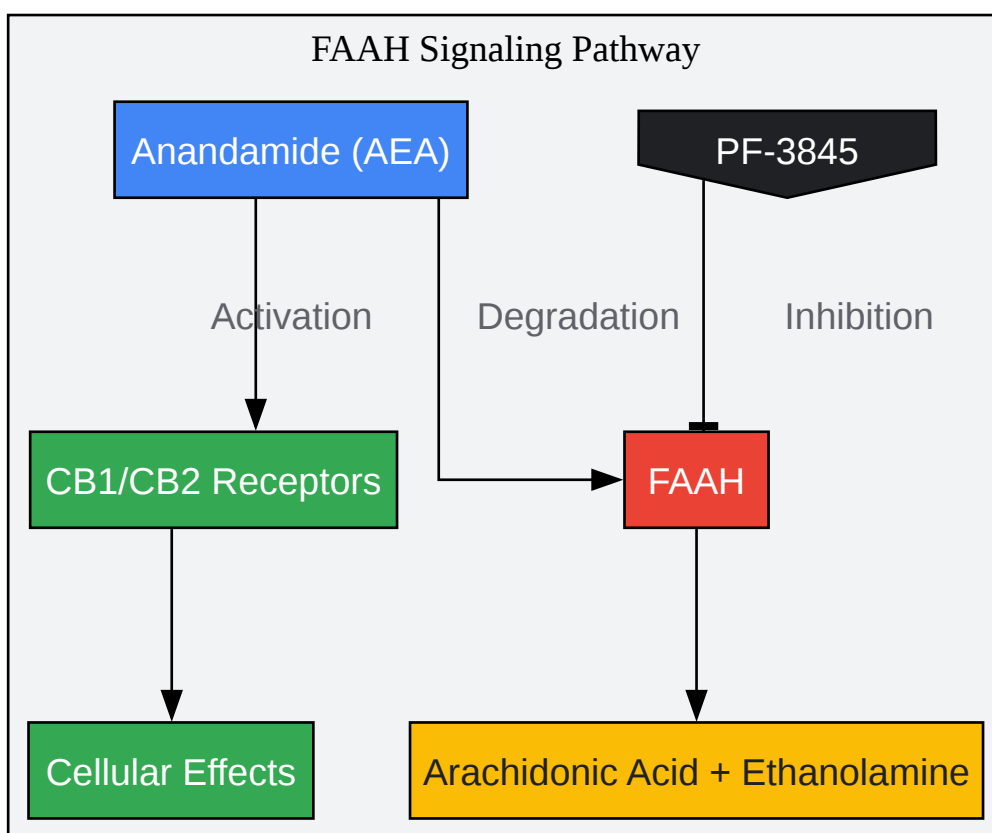 FAAH Signaling Pathway
Anandamide (AEA)
PF-3845
Activation
Degradation
Inhibition
CB1/CB2 Receptors
FAAH
Cellular Effects
Arachidonic Acid + Ethanolamine